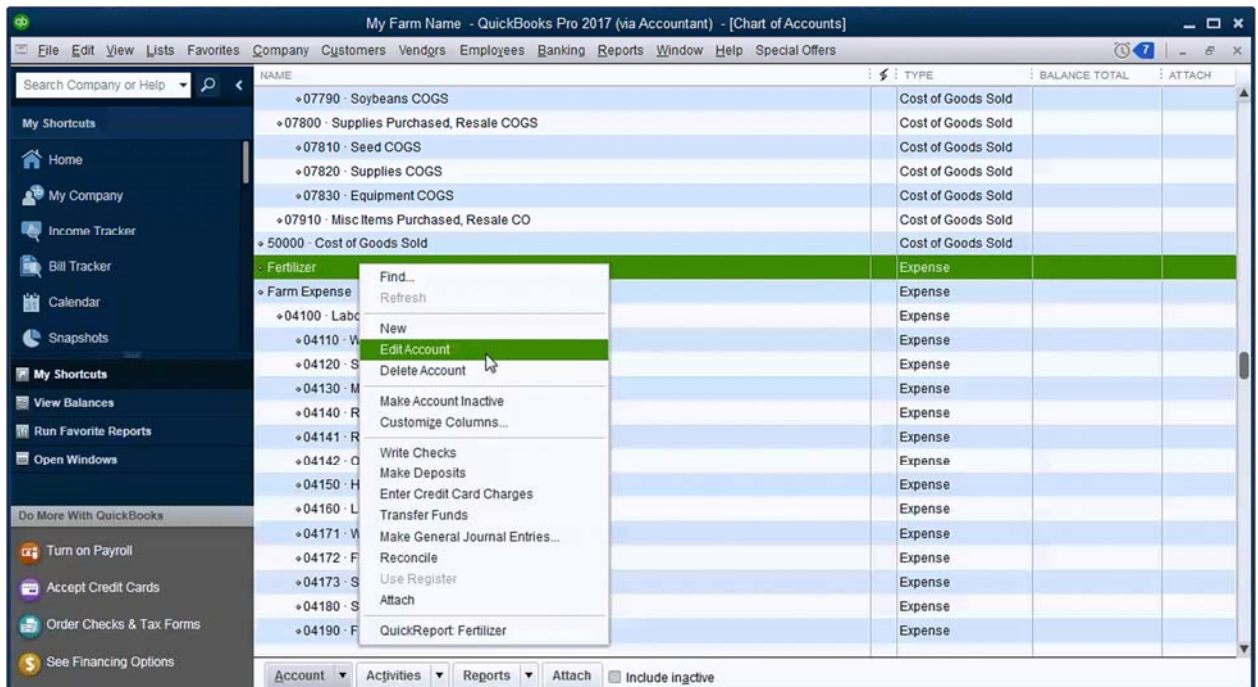 qb My Farm Name - QuickBooks Pro 2017 (via Accountant) - [Chart of Accounts]
File Edit View Lists Favorites Company Customers Vendors Employees Banking Reports Window Help Special Offers 7
Search Company or Help
My Shortcuts
Home
My Company
Income Tracker
Bill Tracker
Calendar
Snapshots
My Shortcuts
View Balances
Run Favorite Reports
Open Windows
Do More With QuickBooks
Turn on Payroll
Accept Credit Cards
Order Checks & Tax Forms
See Financing Options
NAME TYPE BALANCE TOTAL ATTACH
07790 · Soybeans COGS Cost of Goods Sold
07800 · Supplies Purchased, Resale COGS Cost of Goods Sold
07810 · Seed COGS Cost of Goods Sold
07820 · Supplies COGS Cost of Goods Sold
07830 · Equipment COGS Cost of Goods Sold
07910 · Misc Items Purchased, Resale CO Cost of Goods Sold
50000 · Cost of Goods Sold Cost of Goods Sold
Fertilizer Expense
Farm Expense Expense
04100 · Labo Expense
04110 · W Expense
04120 · S Expense
04130 · M Expense
04140 · R Expense
04141 · R Expense
04142 · O Expense
04150 · H Expense
04160 · L Expense
04171 · W Expense
04172 · F Expense
04173 · S Expense
04180 · S Expense
04190 · F Expense
Find...
Refresh
New
Edit Account
Delete Account
Make Account Inactive
Customize Columns...
Write Checks
Make Deposits
Enter Credit Card Charges
Transfer Funds
Make General Journal Entries...
Reconcile
Use Register
Attach
QuickReport: Fertilizer
Account Activities Reports Attach Include inactive